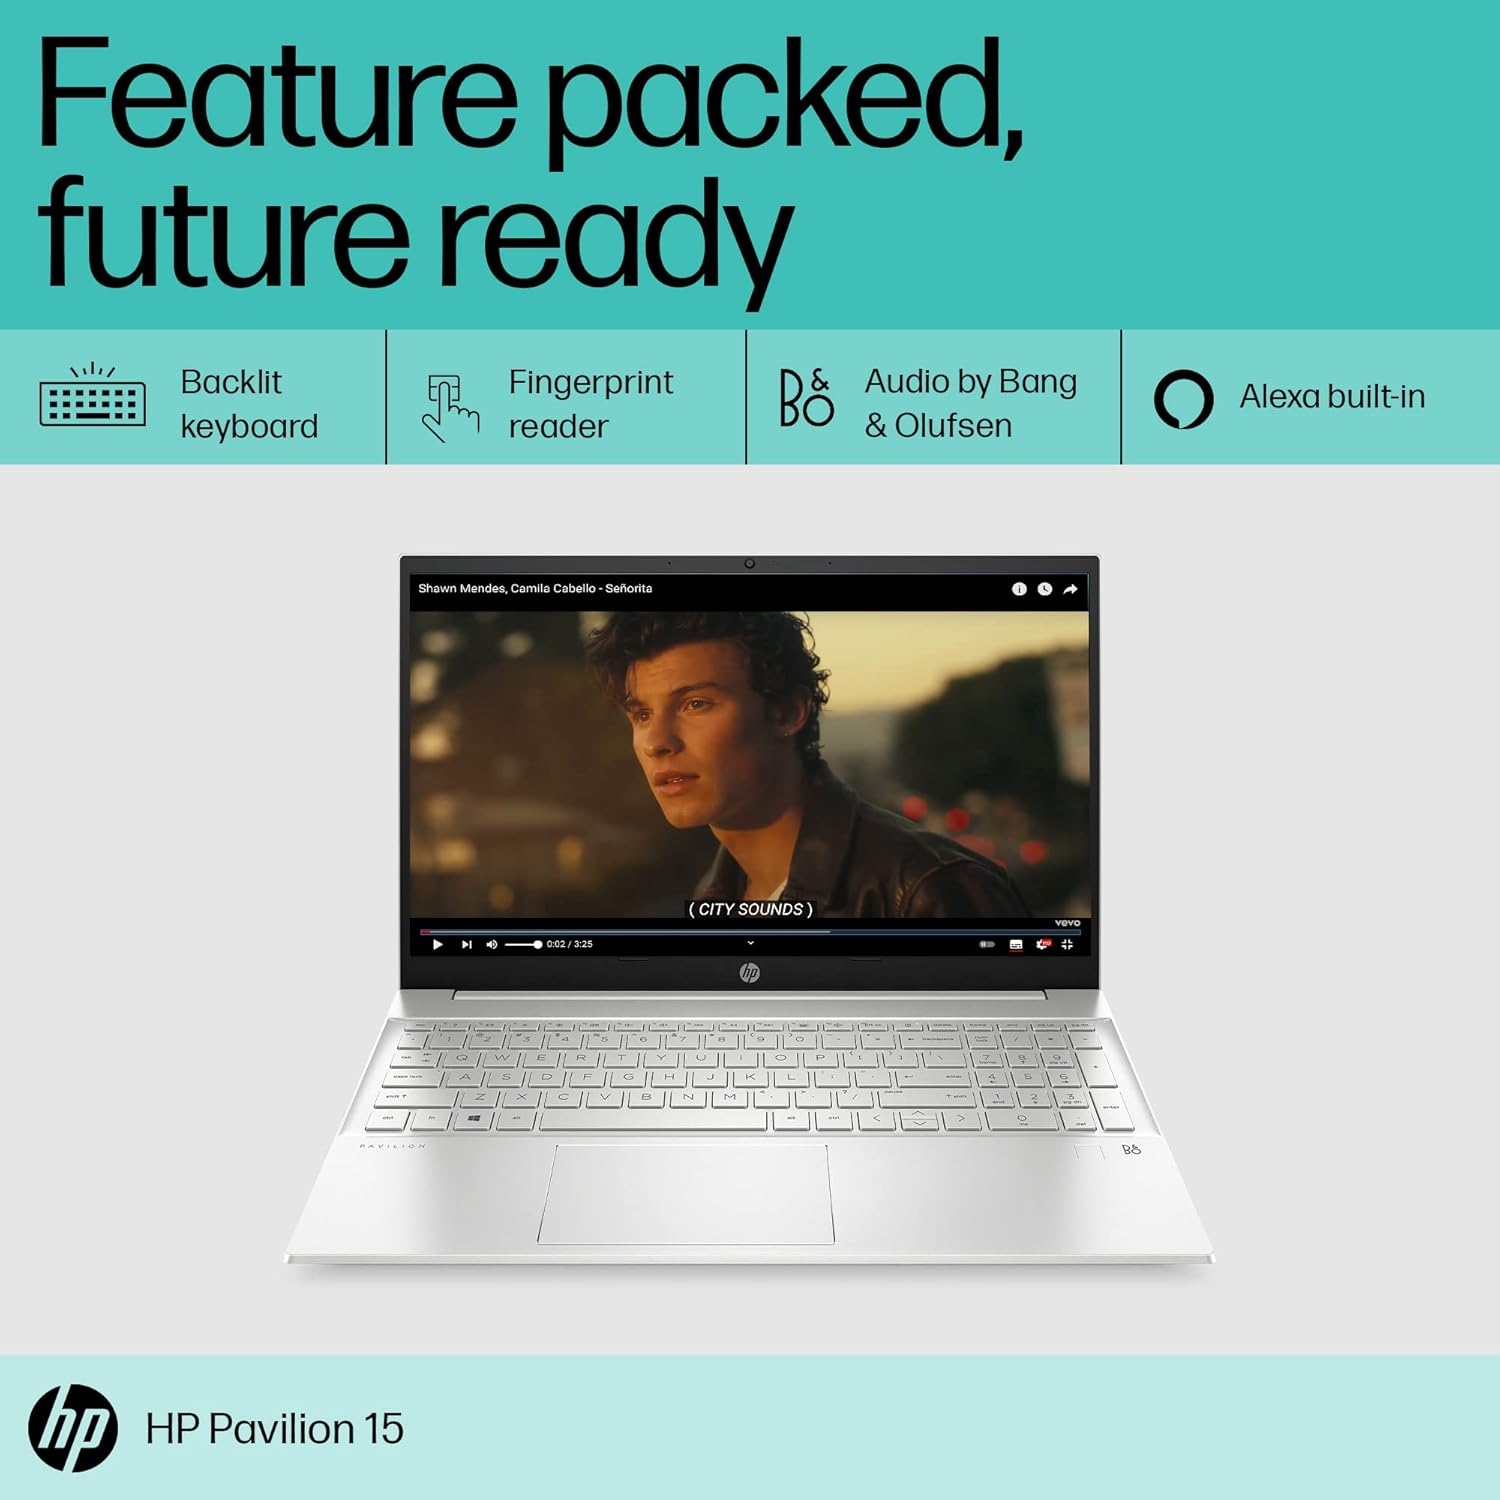 Feature packed,
future ready
Backlit
keyboard
Fingerprint
reader
B&O
Audio by Bang
& Olufsen
Alexa built-in
Shawn Mendes, Camila Cabello - Señorita
( CITY SOUNDS )
vevo
0:02 / 3:25
hp
Q W E R T Y U I O P
A S D F G H J K L
Z X C V B N M
PAVILION
B&O
hp HP Pavilion 15